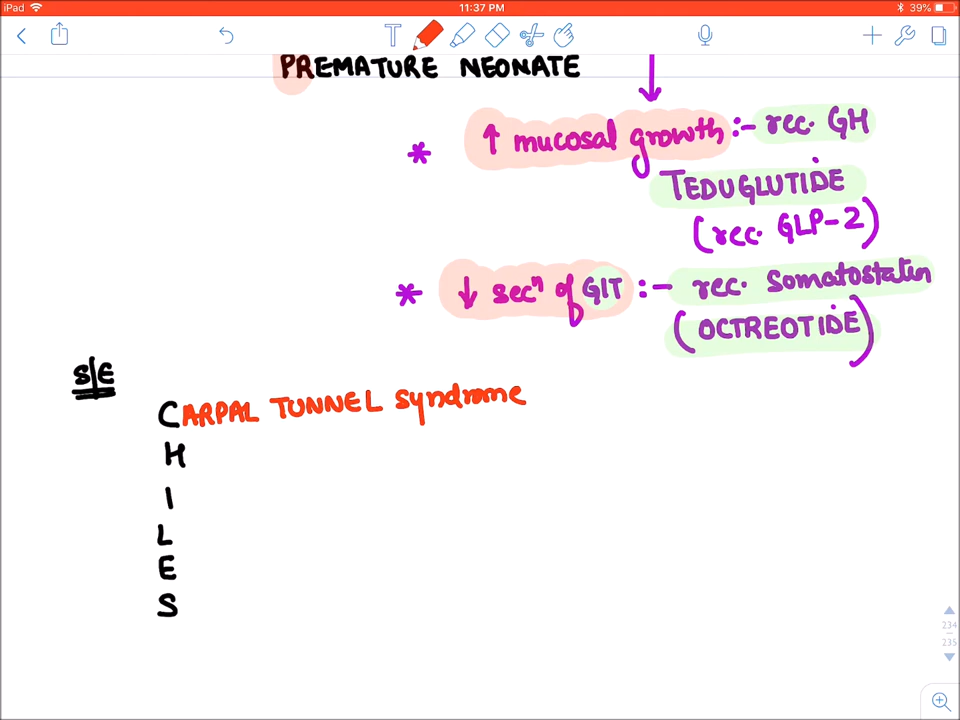 iPad 11:37 PM 39%
T
PREMATURE NEONATE
* ↑ mucosal growth :- rec. GH
TEDUGLUTIDE
(rec. GLP-2)
* ↓ secⁿ of GIT :- rec. Somatostatin
(OCTREOTIDE)
S/E
CARPAL TUNNEL Syndrome
H
I
L
E
S
234
235